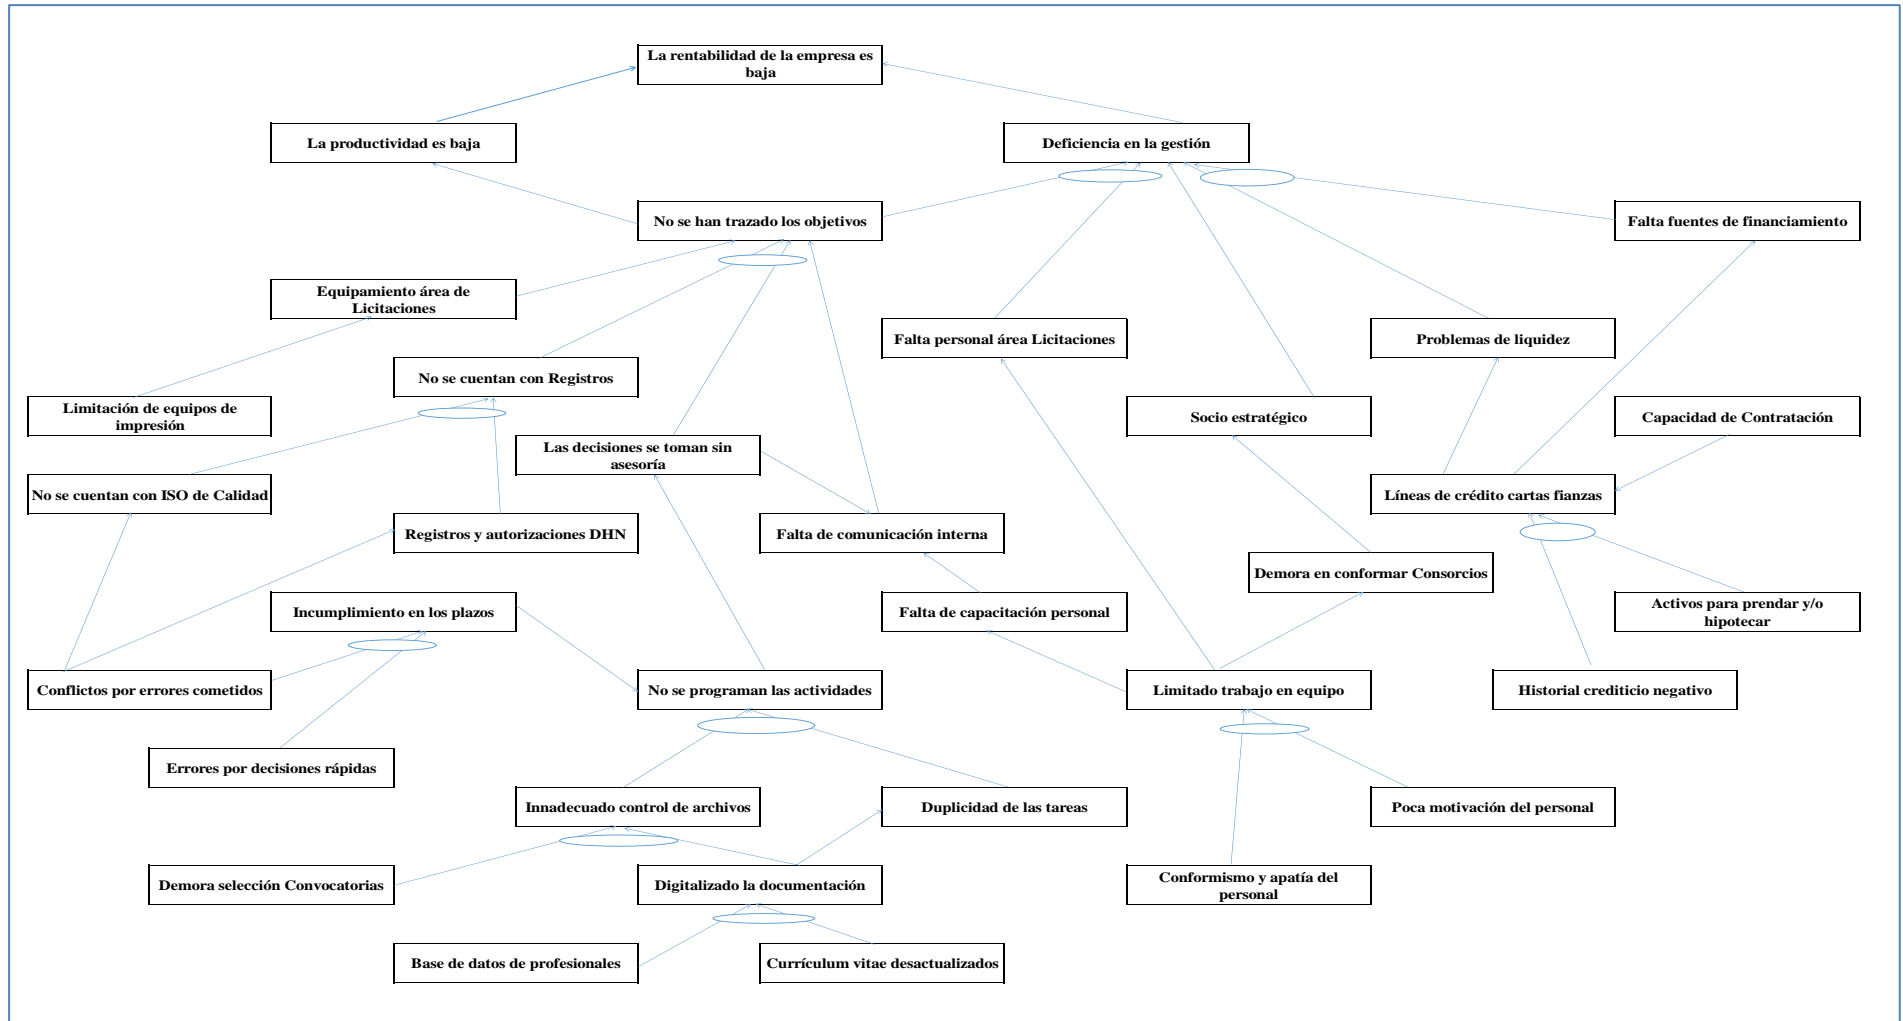 La rentabilidad de la empresa es
baja
La productividad es baja
Deficiencia en la gestión
No se han trazado los objetivos
Falta fuentes de financiamiento
Equipamiento área de
Licitaciones
Falta personal área Licitaciones
Problemas de liquidez
No se cuentan con Registros
Limitación de equipos de
impresión
Socio estratégico
Capacidad de Contratación
Las decisiones se toman sin
asesoría
No se cuentan con ISO de Calidad
Líneas de crédito cartas fianzas
Registros y autorizaciones DHN
Falta de comunicación interna
Demora en conformar Consorcios
Incumplimiento en los plazos
Falta de capacitación personal
Activos para prendar y/o
hipotecar
Conflictos por errores cometidos
No se programan las actividades
Limitado trabajo en equipo
Historial crediticio negativo
Errores por decisiones rápidas
Innadecuado control de archivos
Duplicidad de las tareas
Poca motivación del personal
Demora selección Convocatorias
Digitalizado la documentación
Conformismo y apatía del
personal
Base de datos de profesionales
Currículum vitae desactualizados